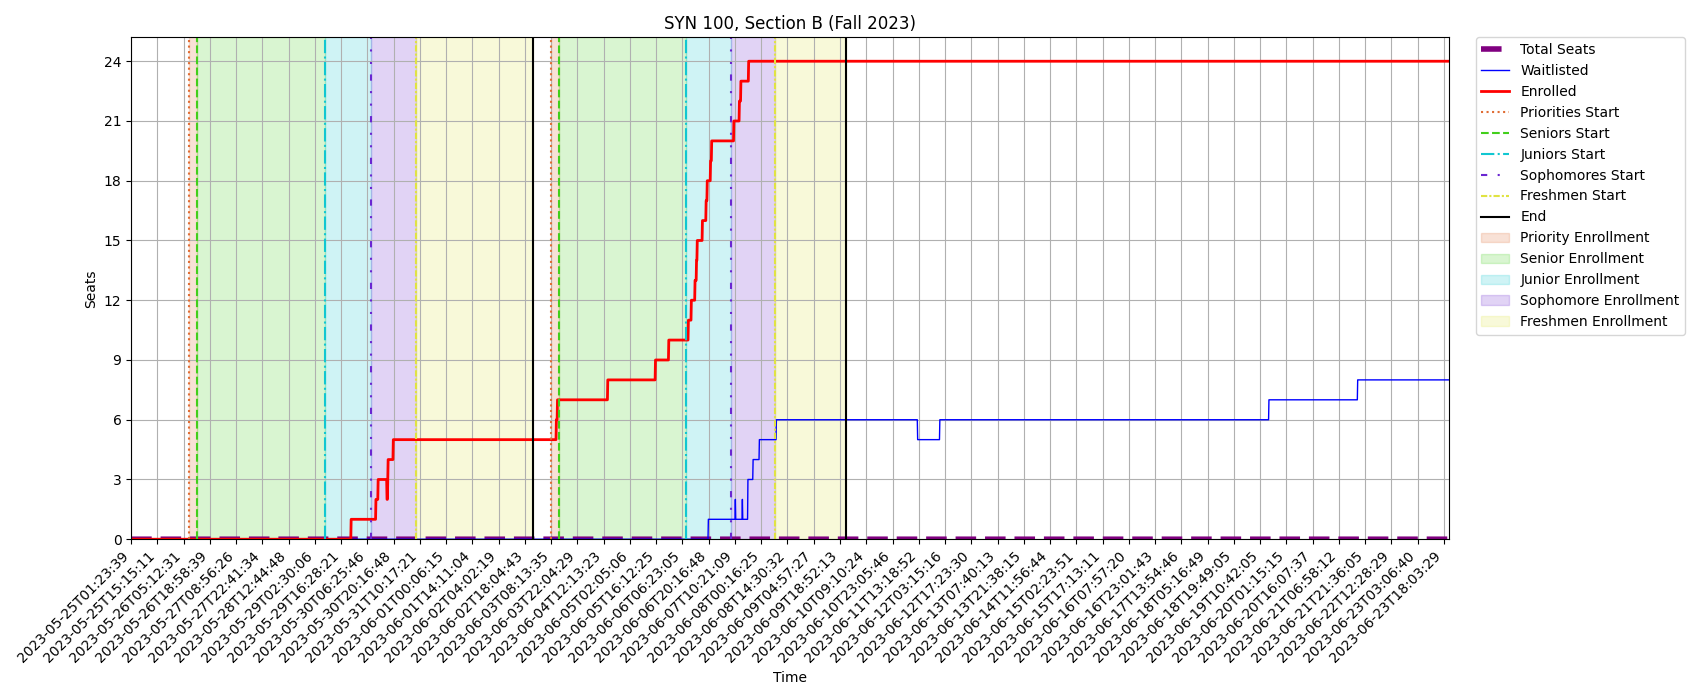 SYN 100, Section B (Fall 2023)
Seats
24
21
18
15
12
9
6
3
0
2023-05-25T01:23:39
2023-05-25T15:15:11
2023-05-26T05:12:31
2023-05-26T18:58:39
2023-05-27T08:56:26
2023-05-27T22:41:34
2023-05-28T12:44:48
2023-05-29T02:30:06
2023-05-29T16:28:21
2023-05-30T06:25:46
2023-05-30T20:16:48
2023-05-31T10:17:21
2023-06-01T00:06:15
2023-06-01T14:11:04
2023-06-02T04:02:19
2023-06-02T18:04:43
2023-06-03T08:13:35
2023-06-03T22:04:29
2023-06-04T12:13:23
2023-06-05T02:05:06
2023-06-05T16:12:25
2023-06-06T06:23:05
2023-06-06T20:16:48
2023-06-07T10:21:09
2023-06-08T00:16:25
2023-06-08T14:30:32
2023-06-09T04:57:27
2023-06-09T18:52:13
2023-06-10T09:10:24
2023-06-10T23:05:46
2023-06-11T13:18:52
2023-06-12T03:15:16
2023-06-12T17:23:30
2023-06-13T07:40:13
2023-06-13T21:38:15
2023-06-14T11:56:44
2023-06-15T02:23:51
2023-06-15T17:13:11
2023-06-16T07:57:20
2023-06-16T23:01:43
2023-06-17T13:54:46
2023-06-18T05:16:49
2023-06-18T19:49:05
2023-06-19T10:42:05
2023-06-20T01:15:15
2023-06-20T16:07:37
2023-06-21T06:58:12
2023-06-21T21:36:05
2023-06-22T12:28:29
2023-06-23T03:06:40
2023-06-23T18:03:29
Time
Total Seats
Waitlisted
Enrolled
Priorities Start
Seniors Start
Juniors Start
Sophomores Start
Freshmen Start
End
Priority Enrollment
Senior Enrollment
Junior Enrollment
Sophomore Enrollment
Freshmen Enrollment